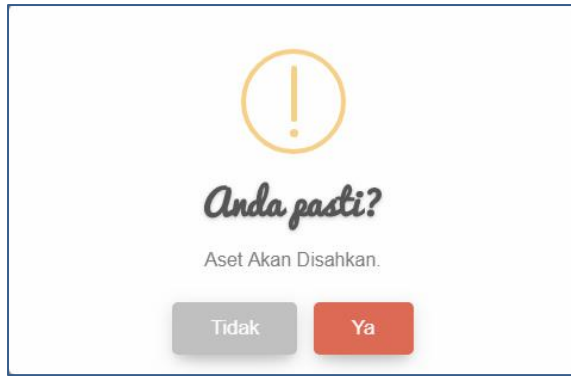 Anda pasti?
Aset Akan Disahkan.
Tidak
Ya